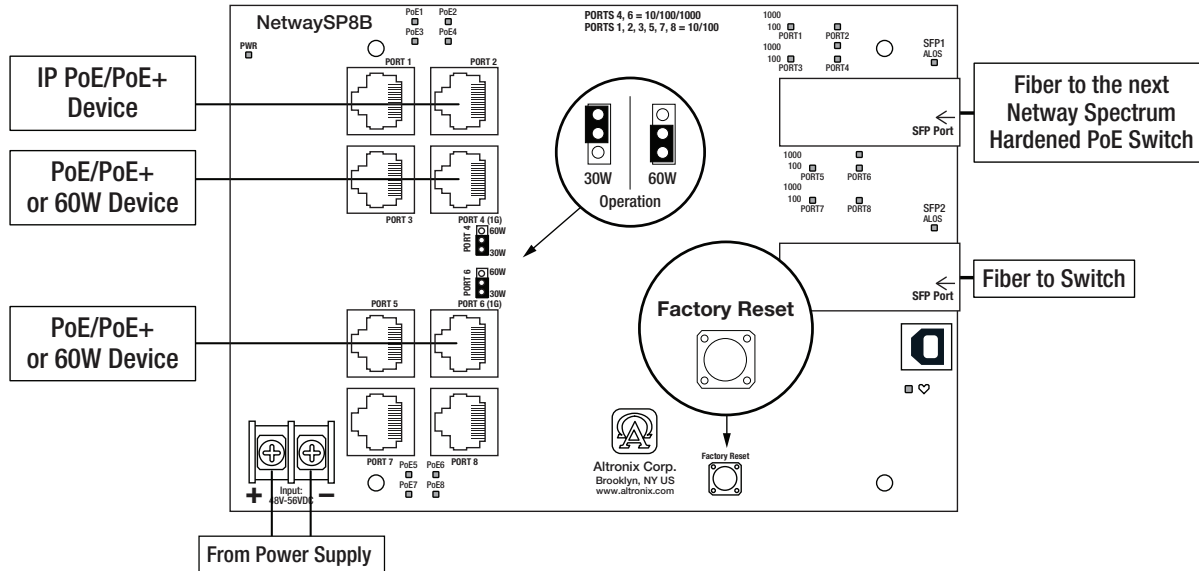 NetwaySP8B
PoE1 PoE2
PoE3 PoE4
PWR
PORTS 4, 6 = 10/100/1000
PORTS 1, 2, 3, 5, 7, 8 = 10/100
1000
100
PORT1 PORT2
1000
100
PORT3 PORT4
SFP1
ALOS
IP PoE/PoE+
Device
PORT 1 PORT 2
Fiber to the next
Netway Spectrum
Hardened PoE Switch
SFP Port
30W 60W
Operation
PoE/PoE+
or 60W Device
PORT 3 PORT 4 (1G)
1000
100
PORT5 PORT6
1000
100
PORT7 PORT8
SFP2
ALOS
PORT 4
60W
30W
PORT 6
60W
30W
Fiber to Switch
SFP Port
PORT 5 PORT 6 (1G)
PoE/PoE+
or 60W Device
Factory Reset
PORT 7 PORT 8
PoE5 PoE6
PoE7 PoE8
Altronix Corp.
Brooklyn, NY US
www.altronix.com
Factory Reset
+ Input: –
48V-56VDC
From Power Supply